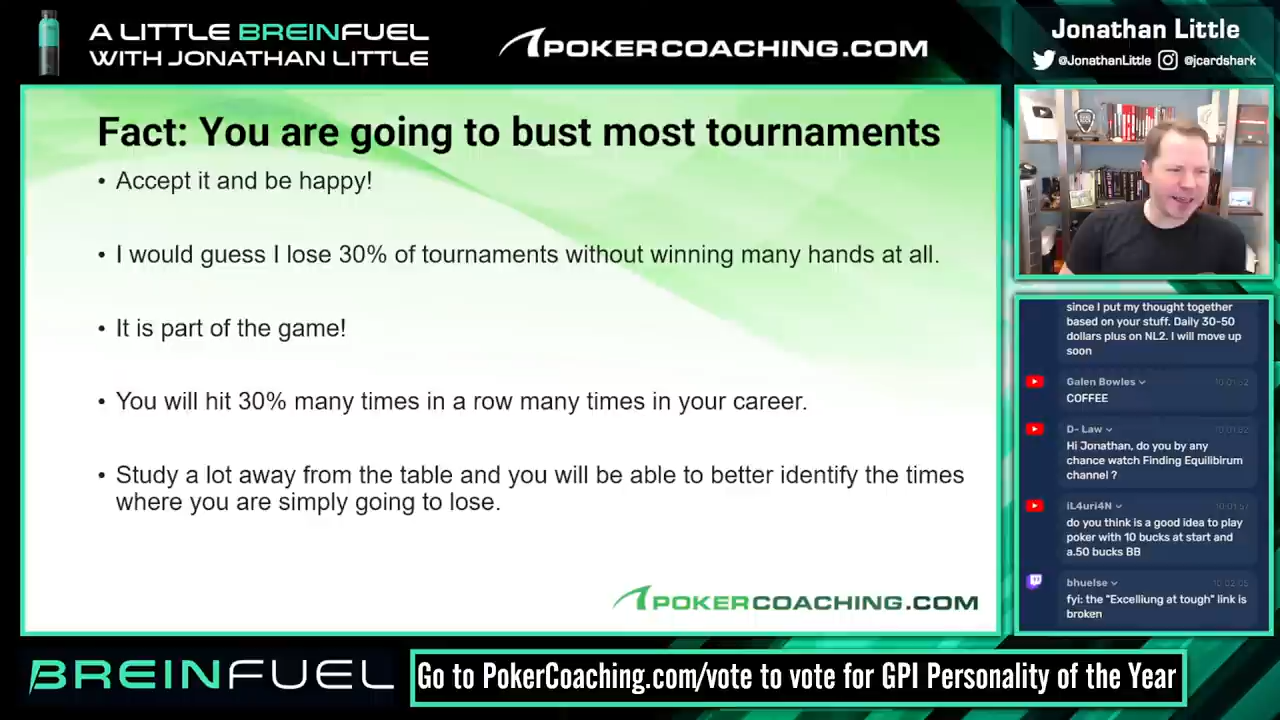 A LITTLE BREINFUEL
WITH JONATHAN LITTLE
POKERCOACHING.COM
Jonathan Little
@JonathanLittle @jcardshark
Fact: You are going to bust most tournaments
• Accept it and be happy!
• I would guess I lose 30% of tournaments without winning many hands at all.
• It is part of the game!
• You will hit 30% many times in a row many times in your career.
• Study a lot away from the table and you will be able to better identify the times
where you are simply going to lose.
POKERCOACHING.COM
since I put my thought together
based on your stuff. Daily 30-50
dollars plus on NL2. I will move up
soon
Galen Bowles
COFFEE
D- Law
Hi Jonathan, do you by any
chance watch Finding Equilibirum
channel ?
iL4uri4N
do you think is a good idea to play
poker with 10 bucks at start and
a.50 bucks BB
bhuelse
fyi: the "Excelliung at tough" link is
broken
BREINFUEL
Go to PokerCoaching.com/vote to vote for GPI Personality of the Year